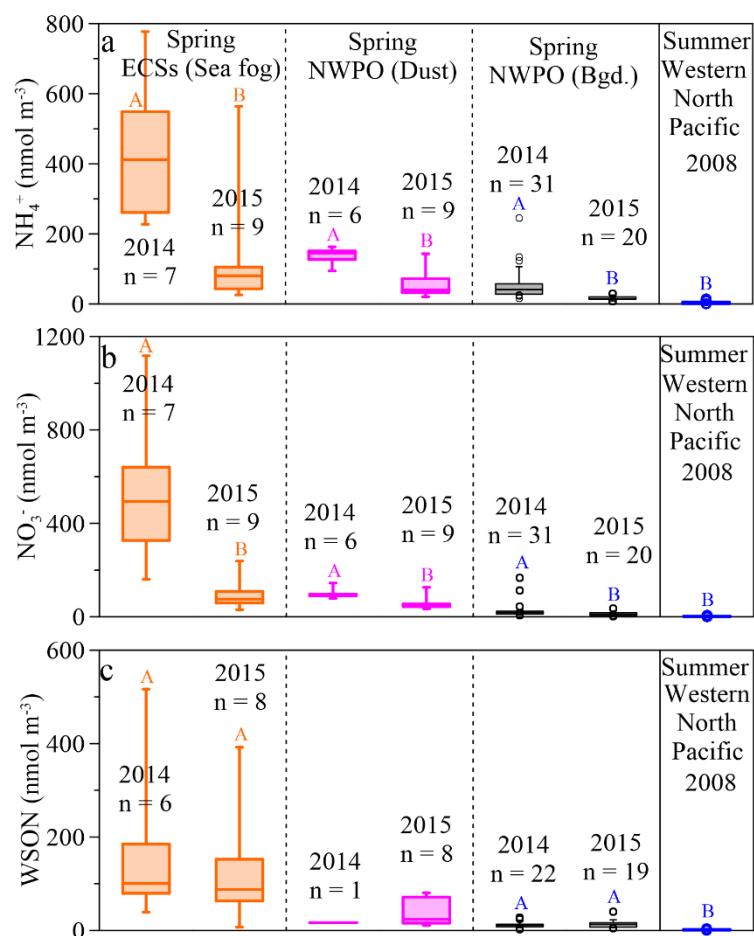 a
NH₄⁺ (nmol m⁻³)
800
600
400
200
0
Spring
ECSs (Sea fog)
A
2014
n = 7
B
2015
n = 9
Spring
NWPO (Dust)
2014
n = 6
A
2015
n = 9
B
Spring
NWPO (Bgd.)
2014
n = 31
A
2015
n = 20
B
Summer
Western
North
Pacific
2008
B
b
NO₃⁻ (nmol m⁻³)
1200
800
400
0
A
2014
n = 7
2015
n = 9
B
2014
n = 6
A
2015
n = 9
B
2014
n = 31
A
2015
n = 20
B
Summer
Western
North
Pacific
2008
B
c
WSON (nmol m⁻³)
600
400
200
0
A
2014
n = 6
2015
n = 8
A
2014
n = 1
2015
n = 8
2014
n = 22
A
2015
n = 19
A
Summer
Western
North
Pacific
2008
B